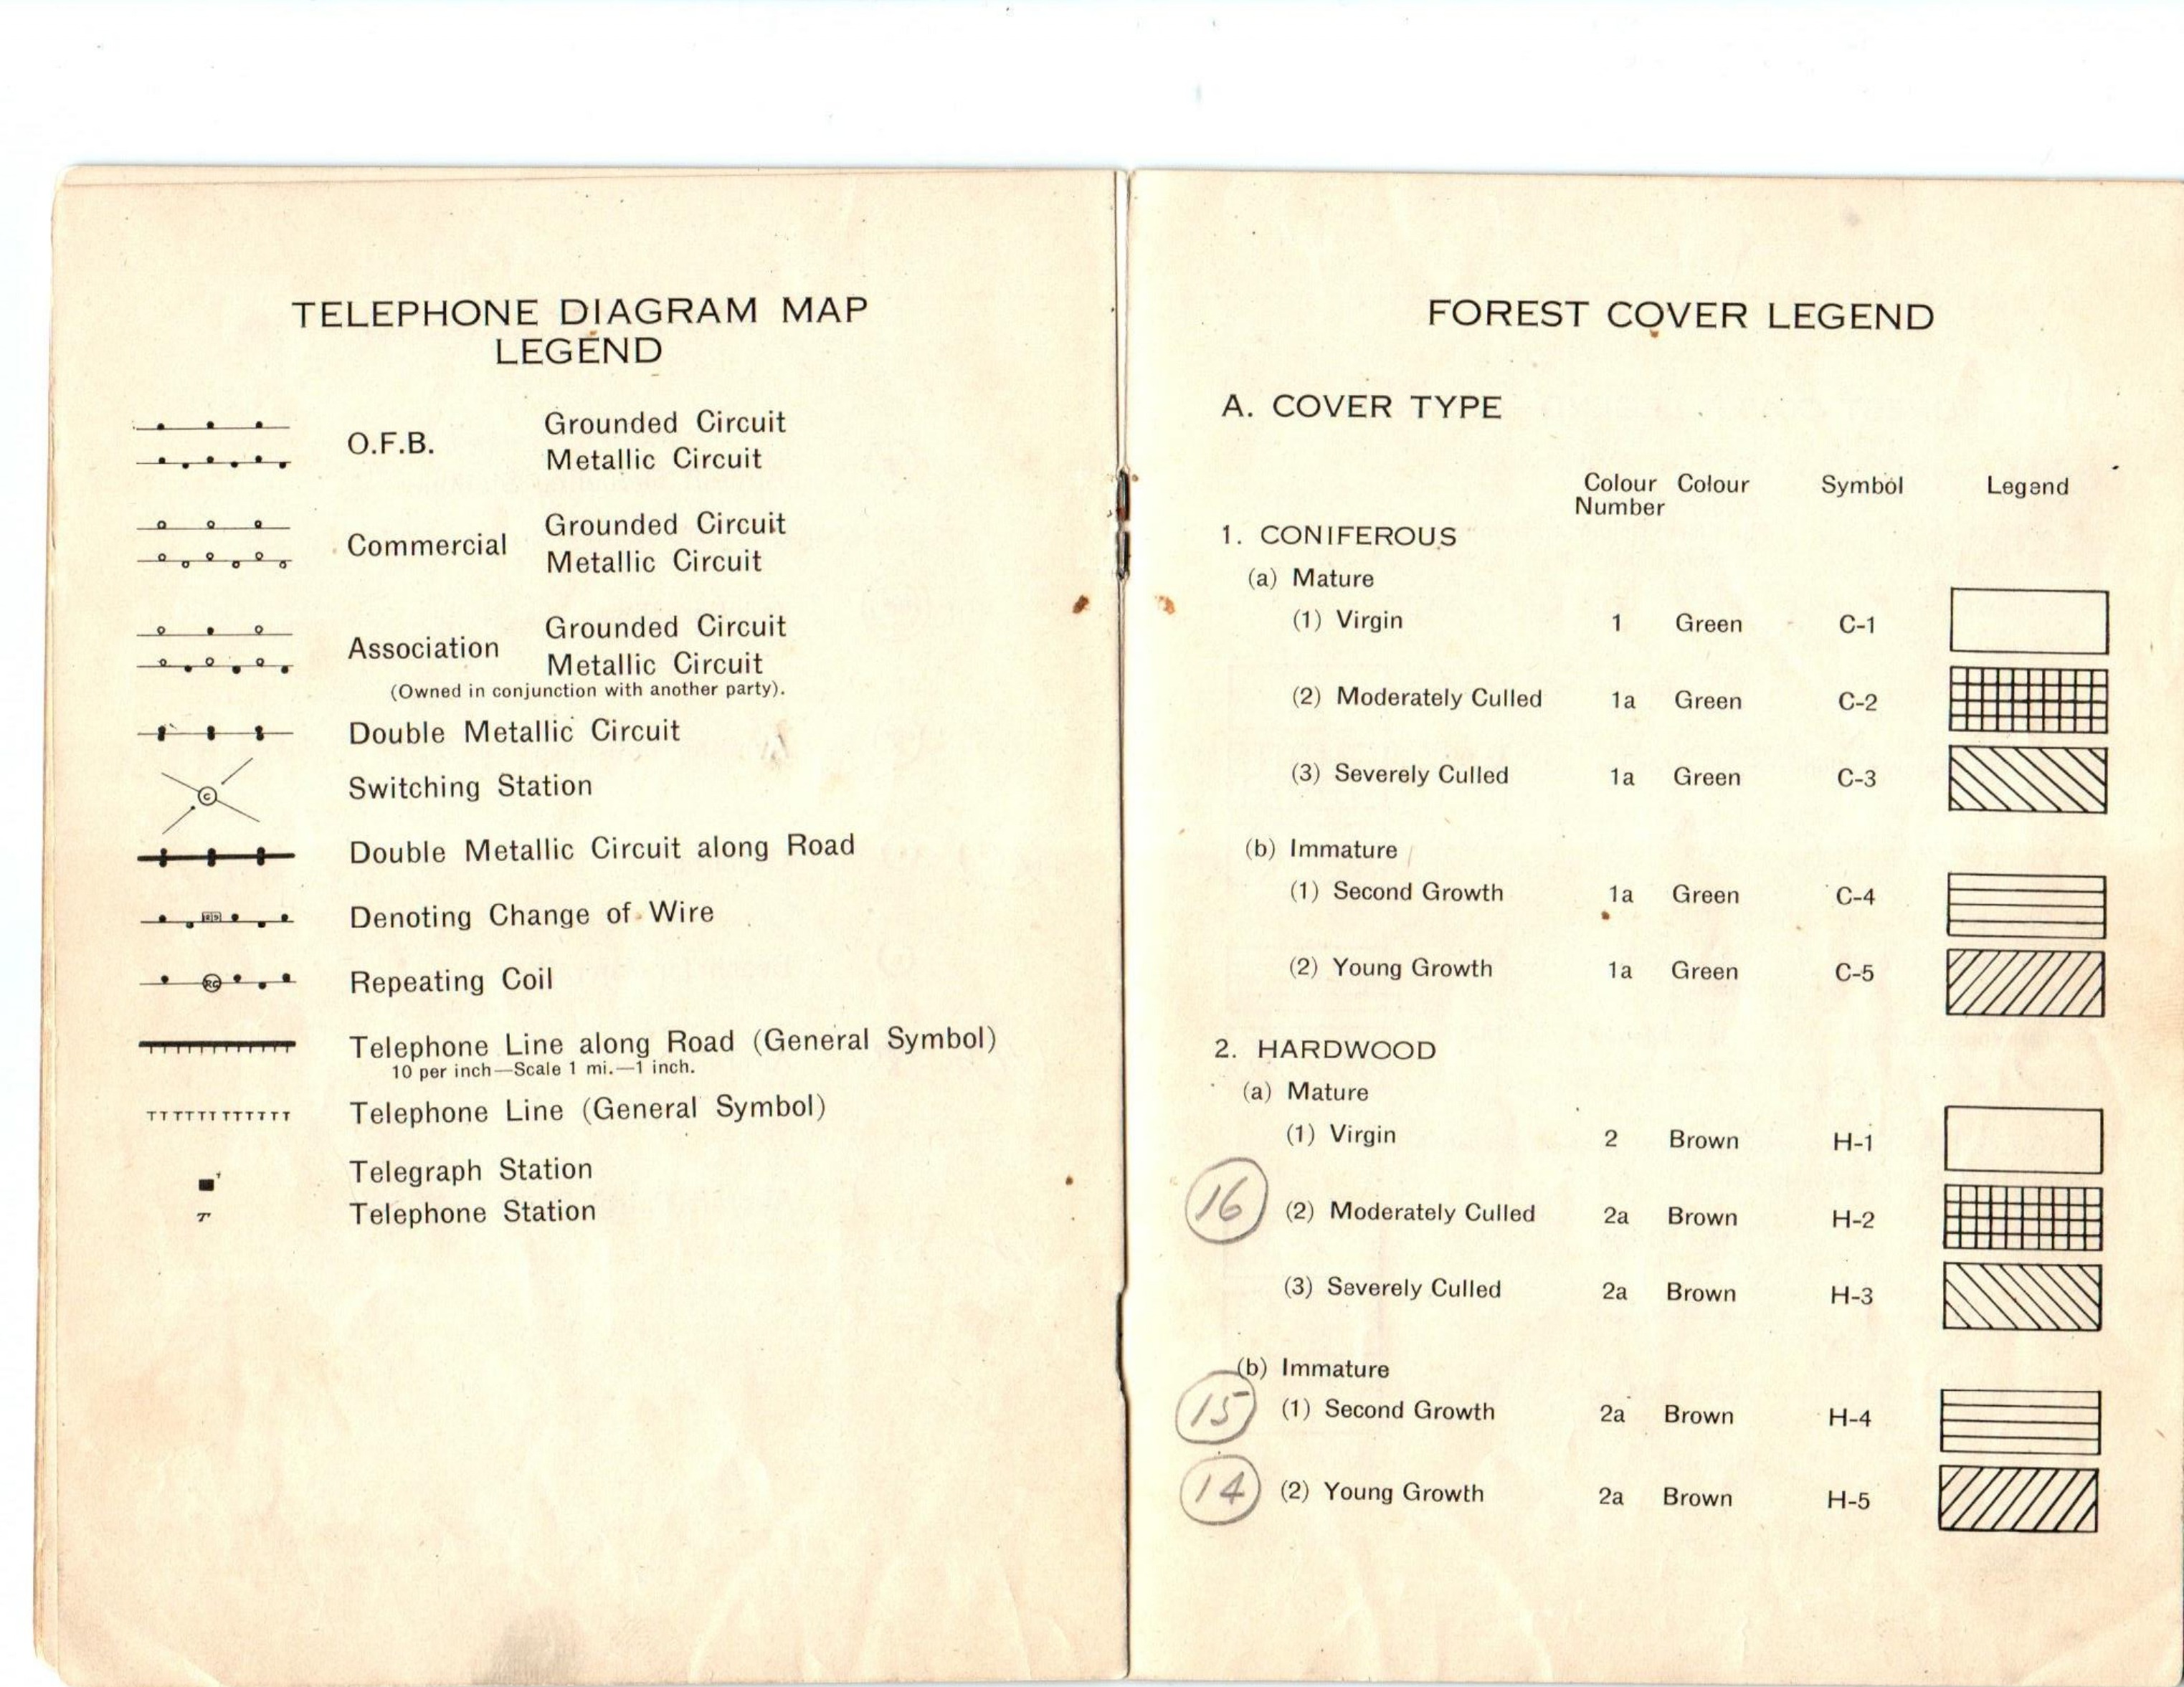 TELEPHONE DIAGRAM MAP
LEGEND
O.F.B.
Grounded Circuit
Metallic Circuit
Commercial
Grounded Circuit
Metallic Circuit
Association
Grounded Circuit
Metallic Circuit
(Owned in conjunction with another party).
Double Metallic Circuit
C
Switching Station
Double Metallic Circuit along Road
Denoting Change of Wire
RC
Repeating Coil
Telephone Line along Road (General Symbol)
10 per inch—Scale 1 mi.—1 inch.
TTTTTTTTTTTT Telephone Line (General Symbol)
Telegraph Station
T Telephone Station
FOREST COVER LEGEND
A. COVER TYPE
Colour Number Colour Symbol Legend
1. CONIFEROUS
(a) Mature
(1) Virgin 1 Green C-1
(2) Moderately Culled 1a Green C-2
(3) Severely Culled 1a Green C-3
(b) Immature
(1) Second Growth 1a Green C-4
(2) Young Growth 1a Green C-5
2. HARDWOOD
(a) Mature
(1) Virgin 2 Brown H-1
16 (2) Moderately Culled 2a Brown H-2
(3) Severely Culled 2a Brown H-3
(b) Immature
15 (1) Second Growth 2a Brown H-4
14 (2) Young Growth 2a Brown H-5